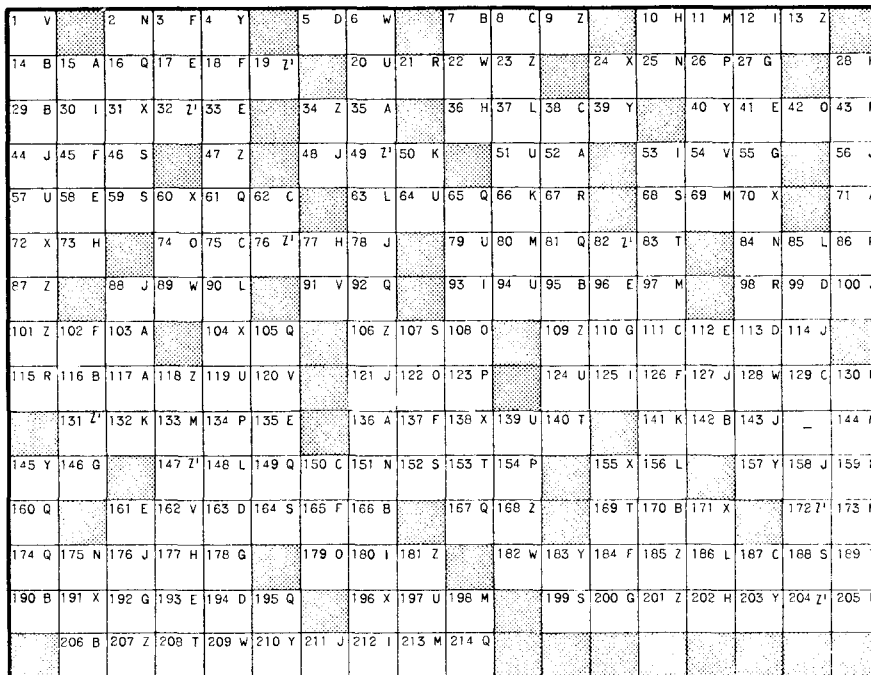 1 V 2 N 3 F 4 Y 5 D 6 W 7 B 8 C 9 Z 10 H 11 M 12 I 13 Z
14 B 15 A 16 Q 17 E 18 F 19 Z' 20 U 21 R 22 W 23 Z 24 X 25 N 26 P 27 G 28
29 B 30 I 31 X 32 Z' 33 E 34 Z 35 A 36 H 37 L 38 C 39 Y 40 Y 41 E 42 O 43
44 J 45 F 46 S 47 Z 48 J 49 Z' 50 K 51 U 52 A 53 I 54 V 55 G 56
57 U 58 E 59 S 60 X 61 Q 62 C 63 L 64 U 65 Q 66 K 67 R 68 S 69 M 70 X 71
72 X 73 H 74 O 75 C 76 Z' 77 H 78 J 79 U 80 M 81 Q 82 Z' 83 T 84 N 85 L 86
87 Z 88 J 89 W 90 L 91 V 92 Q 93 I 94 U 95 B 96 E 97 M 98 R 99 D 100
101 Z 102 F 103 A 104 X 105 Q 106 Z 107 S 108 O 109 Z 110 G 111 C 112 E 113 D 114 J
115 R 116 B 117 A 118 Z 119 U 120 V 121 J 122 O 123 P 124 U 125 I 126 F 127 J 128 W 129 C 130
131 Z' 132 K 133 M 134 P 135 E 136 A 137 F 138 X 139 U 140 T 141 K 142 B 143 J _ 144
145 Y 146 G 147 Z' 148 L 149 Q 150 C 151 N 152 S 153 T 154 P 155 X 156 L 157 Y 158 J 159
160 Q 161 E 162 V 163 D 164 S 165 F 166 B 167 Q 168 Z 169 T 170 B 171 X 172 Z' 173
174 Q 175 N 176 J 177 H 178 G 179 O 180 I 181 Z 182 W 183 Y 184 F 185 Z 186 L 187 C 188 S 189
190 B 191 X 192 G 193 E 194 D 195 Q 196 X 197 U 198 M 199 S 200 G 201 Z 202 H 203 Y 204 Z' 205
206 B 207 Z 208 T 209 W 210 Y 211 J 212 I 213 M 214 Q